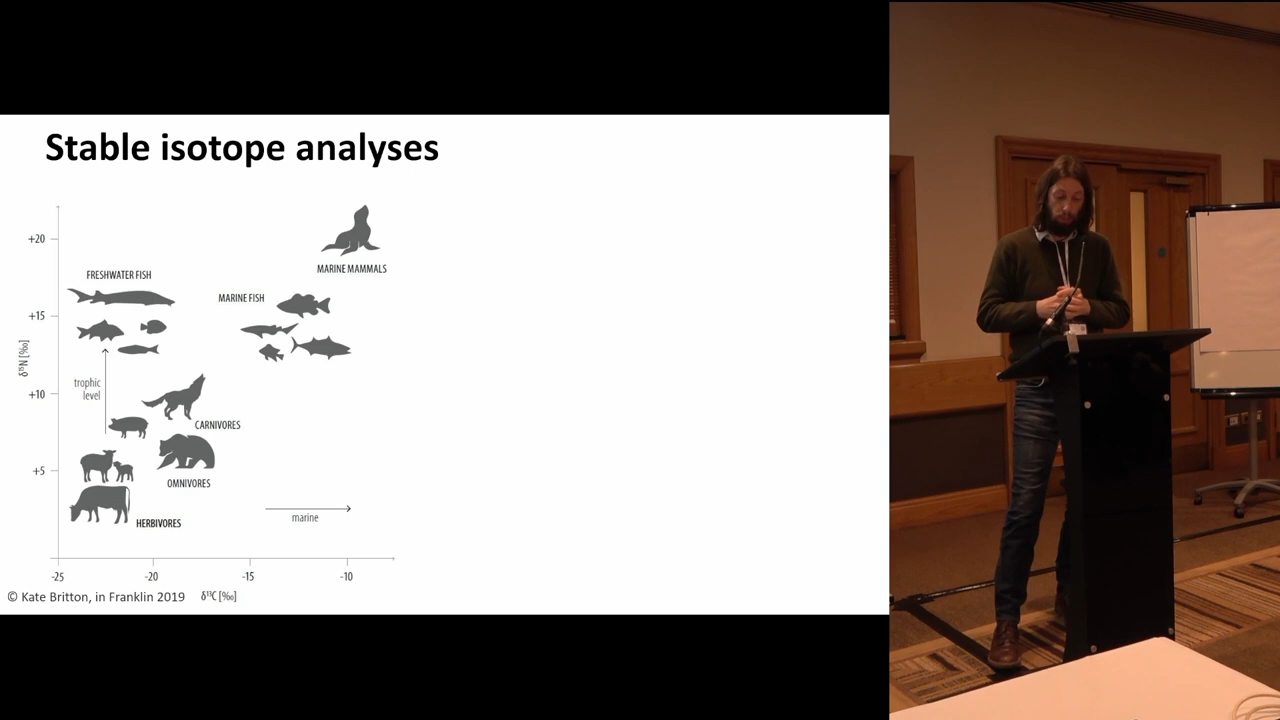 Stable isotope analyses
+20
+15
+10
+5
δ¹⁵N [‰]
FRESHWATER FISH
MARINE FISH
MARINE MAMMALS
trophic
level
CARNIVORES
OMNIVORES
HERBIVORES
marine
-25
-20
-15
-10
δ¹³C [‰]
© Kate Britton, in Franklin 2019